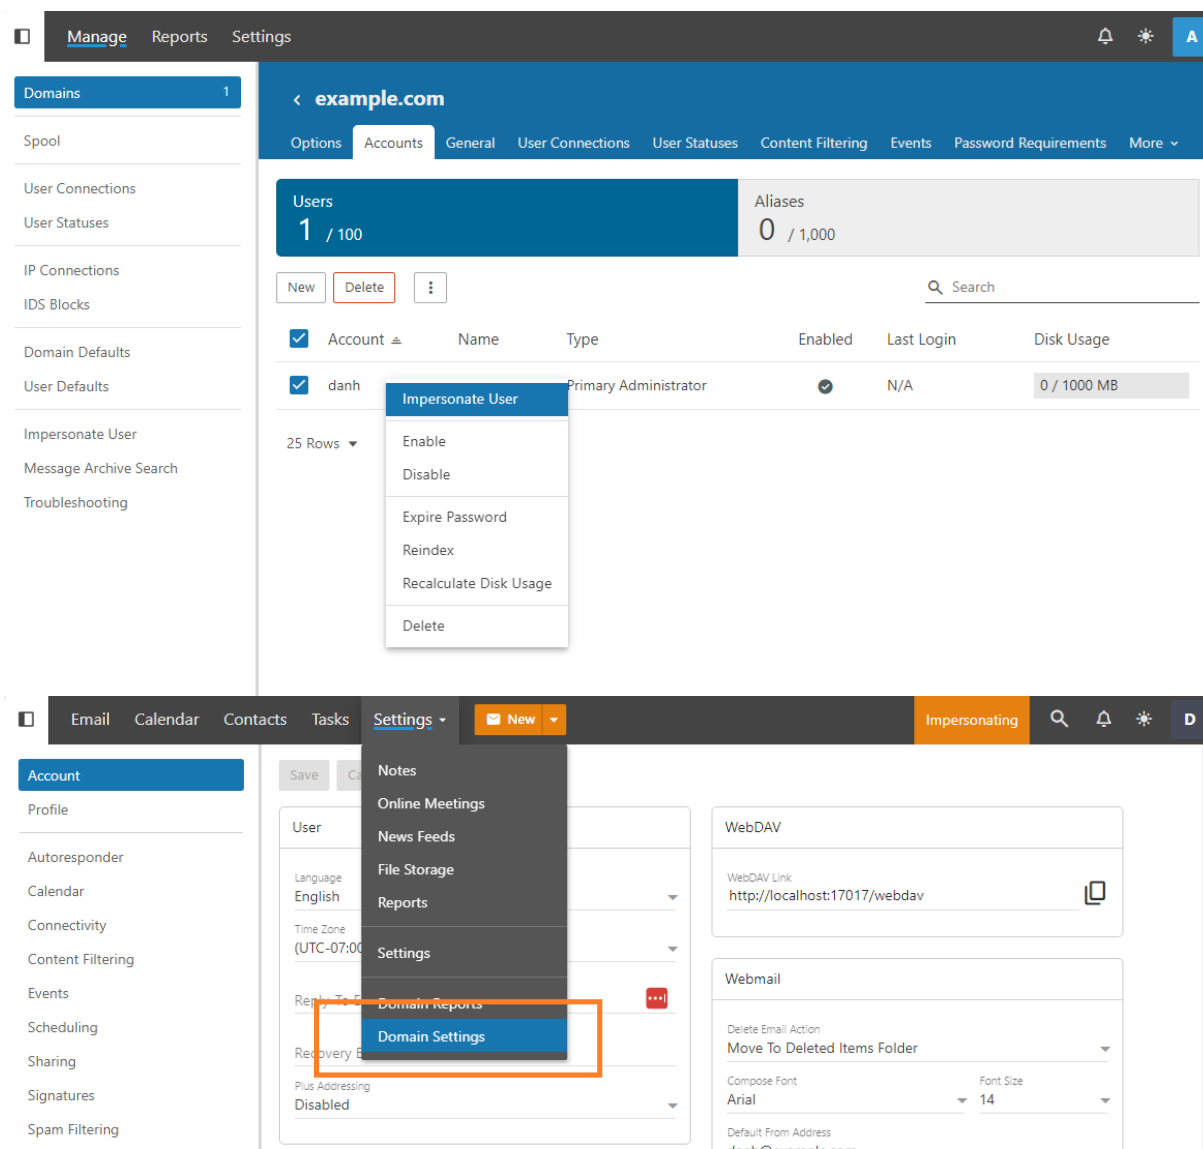 Manage Reports Settings A
Domains 1
Spool
User Connections
User Statuses
IP Connections
IDS Blocks
Domain Defaults
User Defaults
Impersonate User
Message Archive Search
Troubleshooting
example.com
Options Accounts General User Connections User Statuses Content Filtering Events Password Requirements More
Users
1 / 100
Aliases
0 / 1,000
New Delete Search
Account Name Type Enabled Last Login Disk Usage
danh Primary Administrator N/A 0 / 1000 MB
25 Rows
Impersonate User
Enable
Disable
Expire Password
Reindex
Recalculate Disk Usage
Delete
Email Calendar Contacts Tasks Settings New Impersonating D
Account
Profile
Autoresponder
Calendar
Connectivity
Content Filtering
Events
Scheduling
Sharing
Signatures
Spam Filtering
Save
Notes
Online Meetings
News Feeds
File Storage
Reports
Settings
Domain Reports
Domain Settings
User
Language
English
Time Zone
(UTC-07:00
Reply-To E
Recovery E
Plus Addressing
Disabled
WebDAV
WebDAV Link
http://localhost:17017/webdav
Webmail
Delete Email Action
Move To Deleted Items Folder
Compose Font Font Size
Arial 14
Default From Address